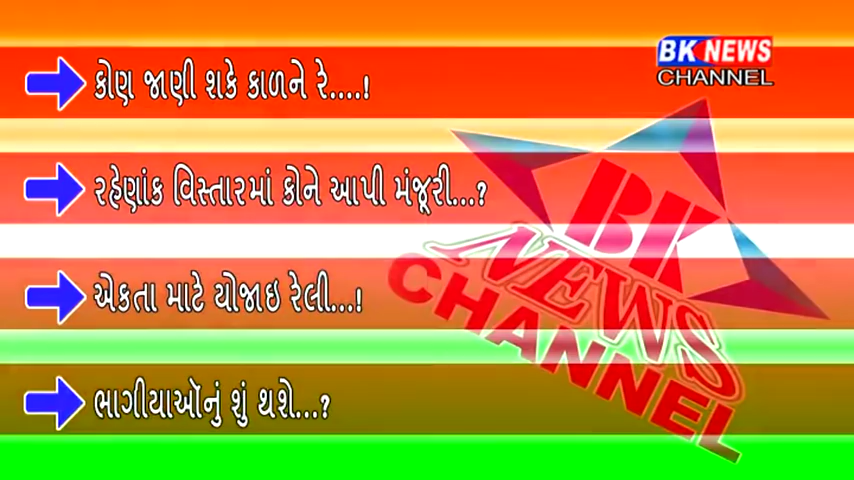 BK NEWS
CHANNEL
કોણ જાણી શકે કાળને રે....!
રહેણાંક વિસ્તારમાં કોને આપી મંજૂરી...?
એકતા માટે યોજાઇ રેલી...!
ભાગીયાઓનું શું થશે...?
BK
NEWS
CHANNEL